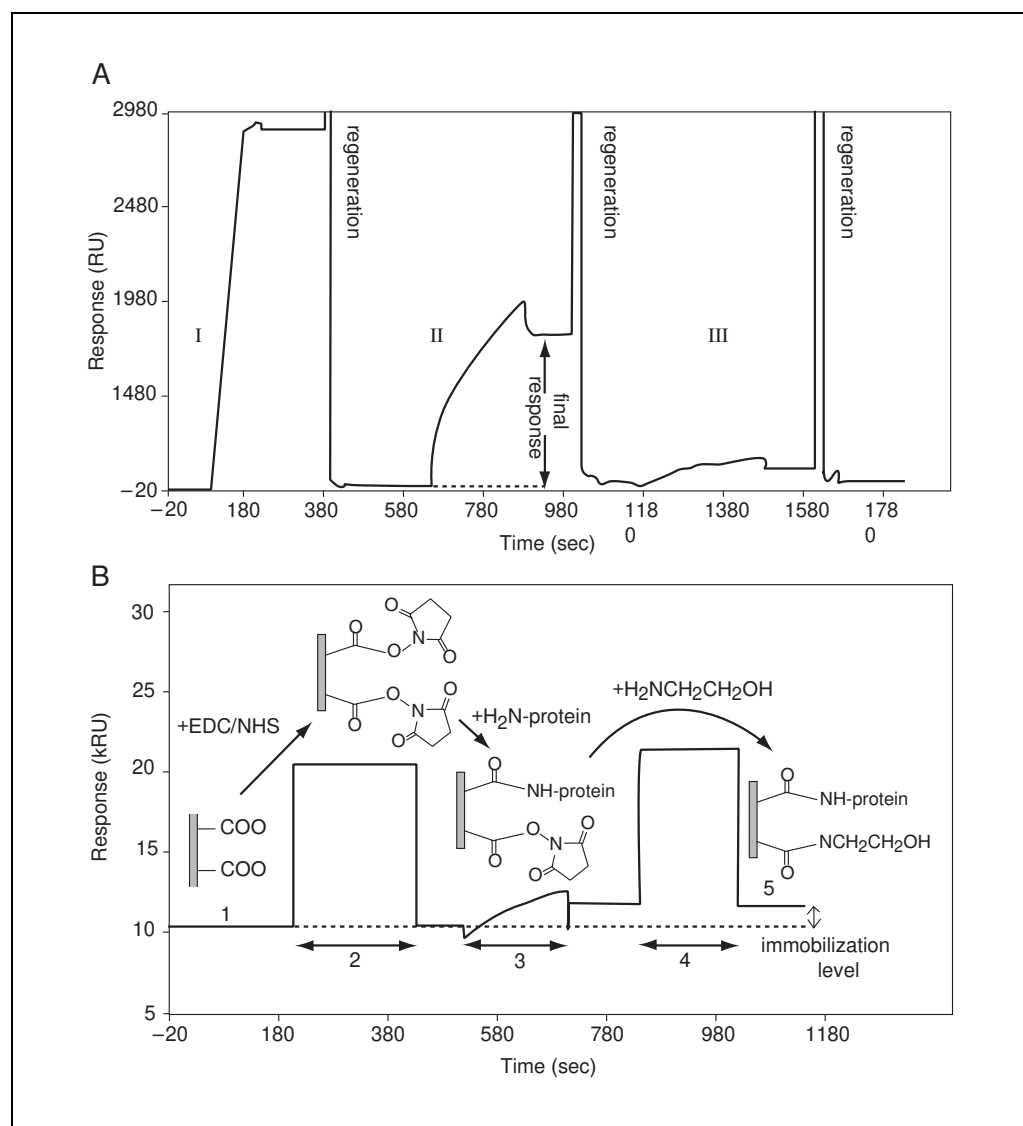 A
2980
2480
1980
1480
−20
Response (RU)
I
II
III
regeneration
regeneration
regeneration
final
response
−20
180
380
580
780
980
118
0
1380
1580
178
0
Time (sec)
B
30
25
20
15
10
5
Response (kRU)
+EDC/NHS
COO
COO
1
O
O
N
O
O
O
O
N
O
O
+H2N-protein
O
NH-protein
O
O
N
O
O
+H2NCH2CH2OH
O
NH-protein
NCH2CH2OH
O
5
2
3
4
immobilization
level
−20
180
380
580
780
980
1180
Time (sec)